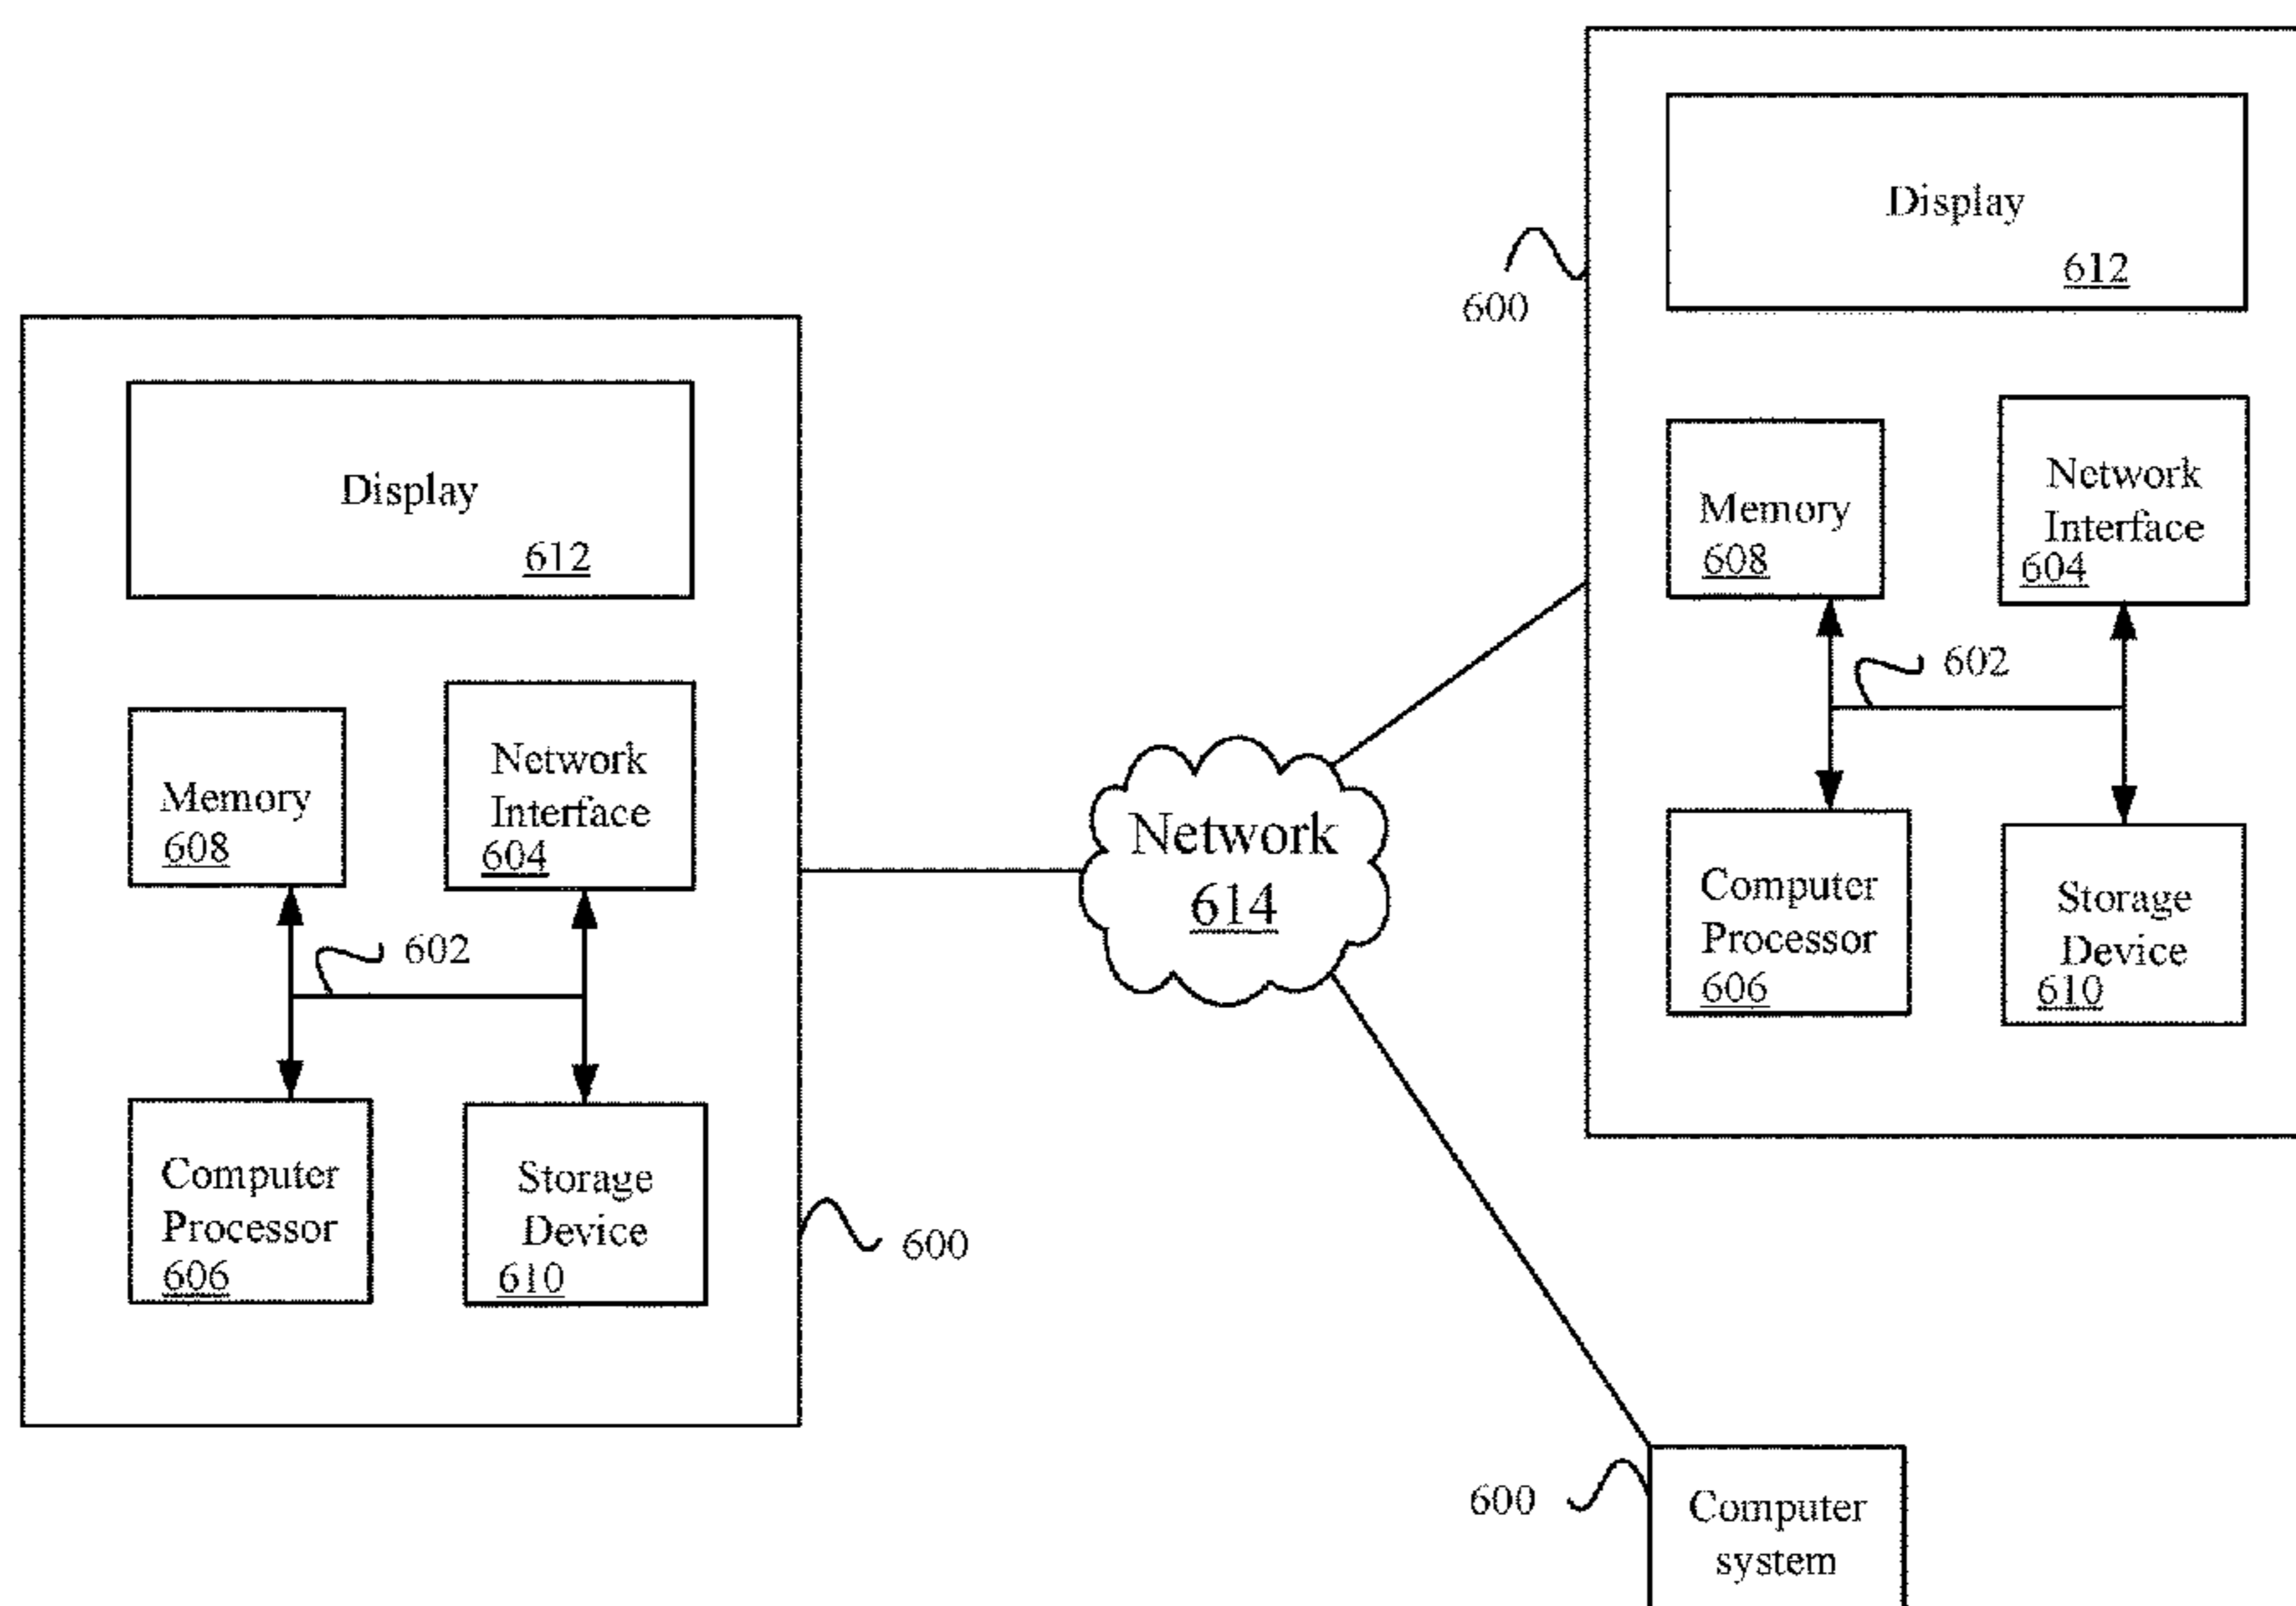 Display
612
600
Display
612
Memory
608
Network
Interface
604
602
Memory
608
Network
Interface
604
602
Network
614
Computer
Processor
606
Storage
Device
610
Computer
Processor
606
Storage
Device
610
600
600
Computer
system